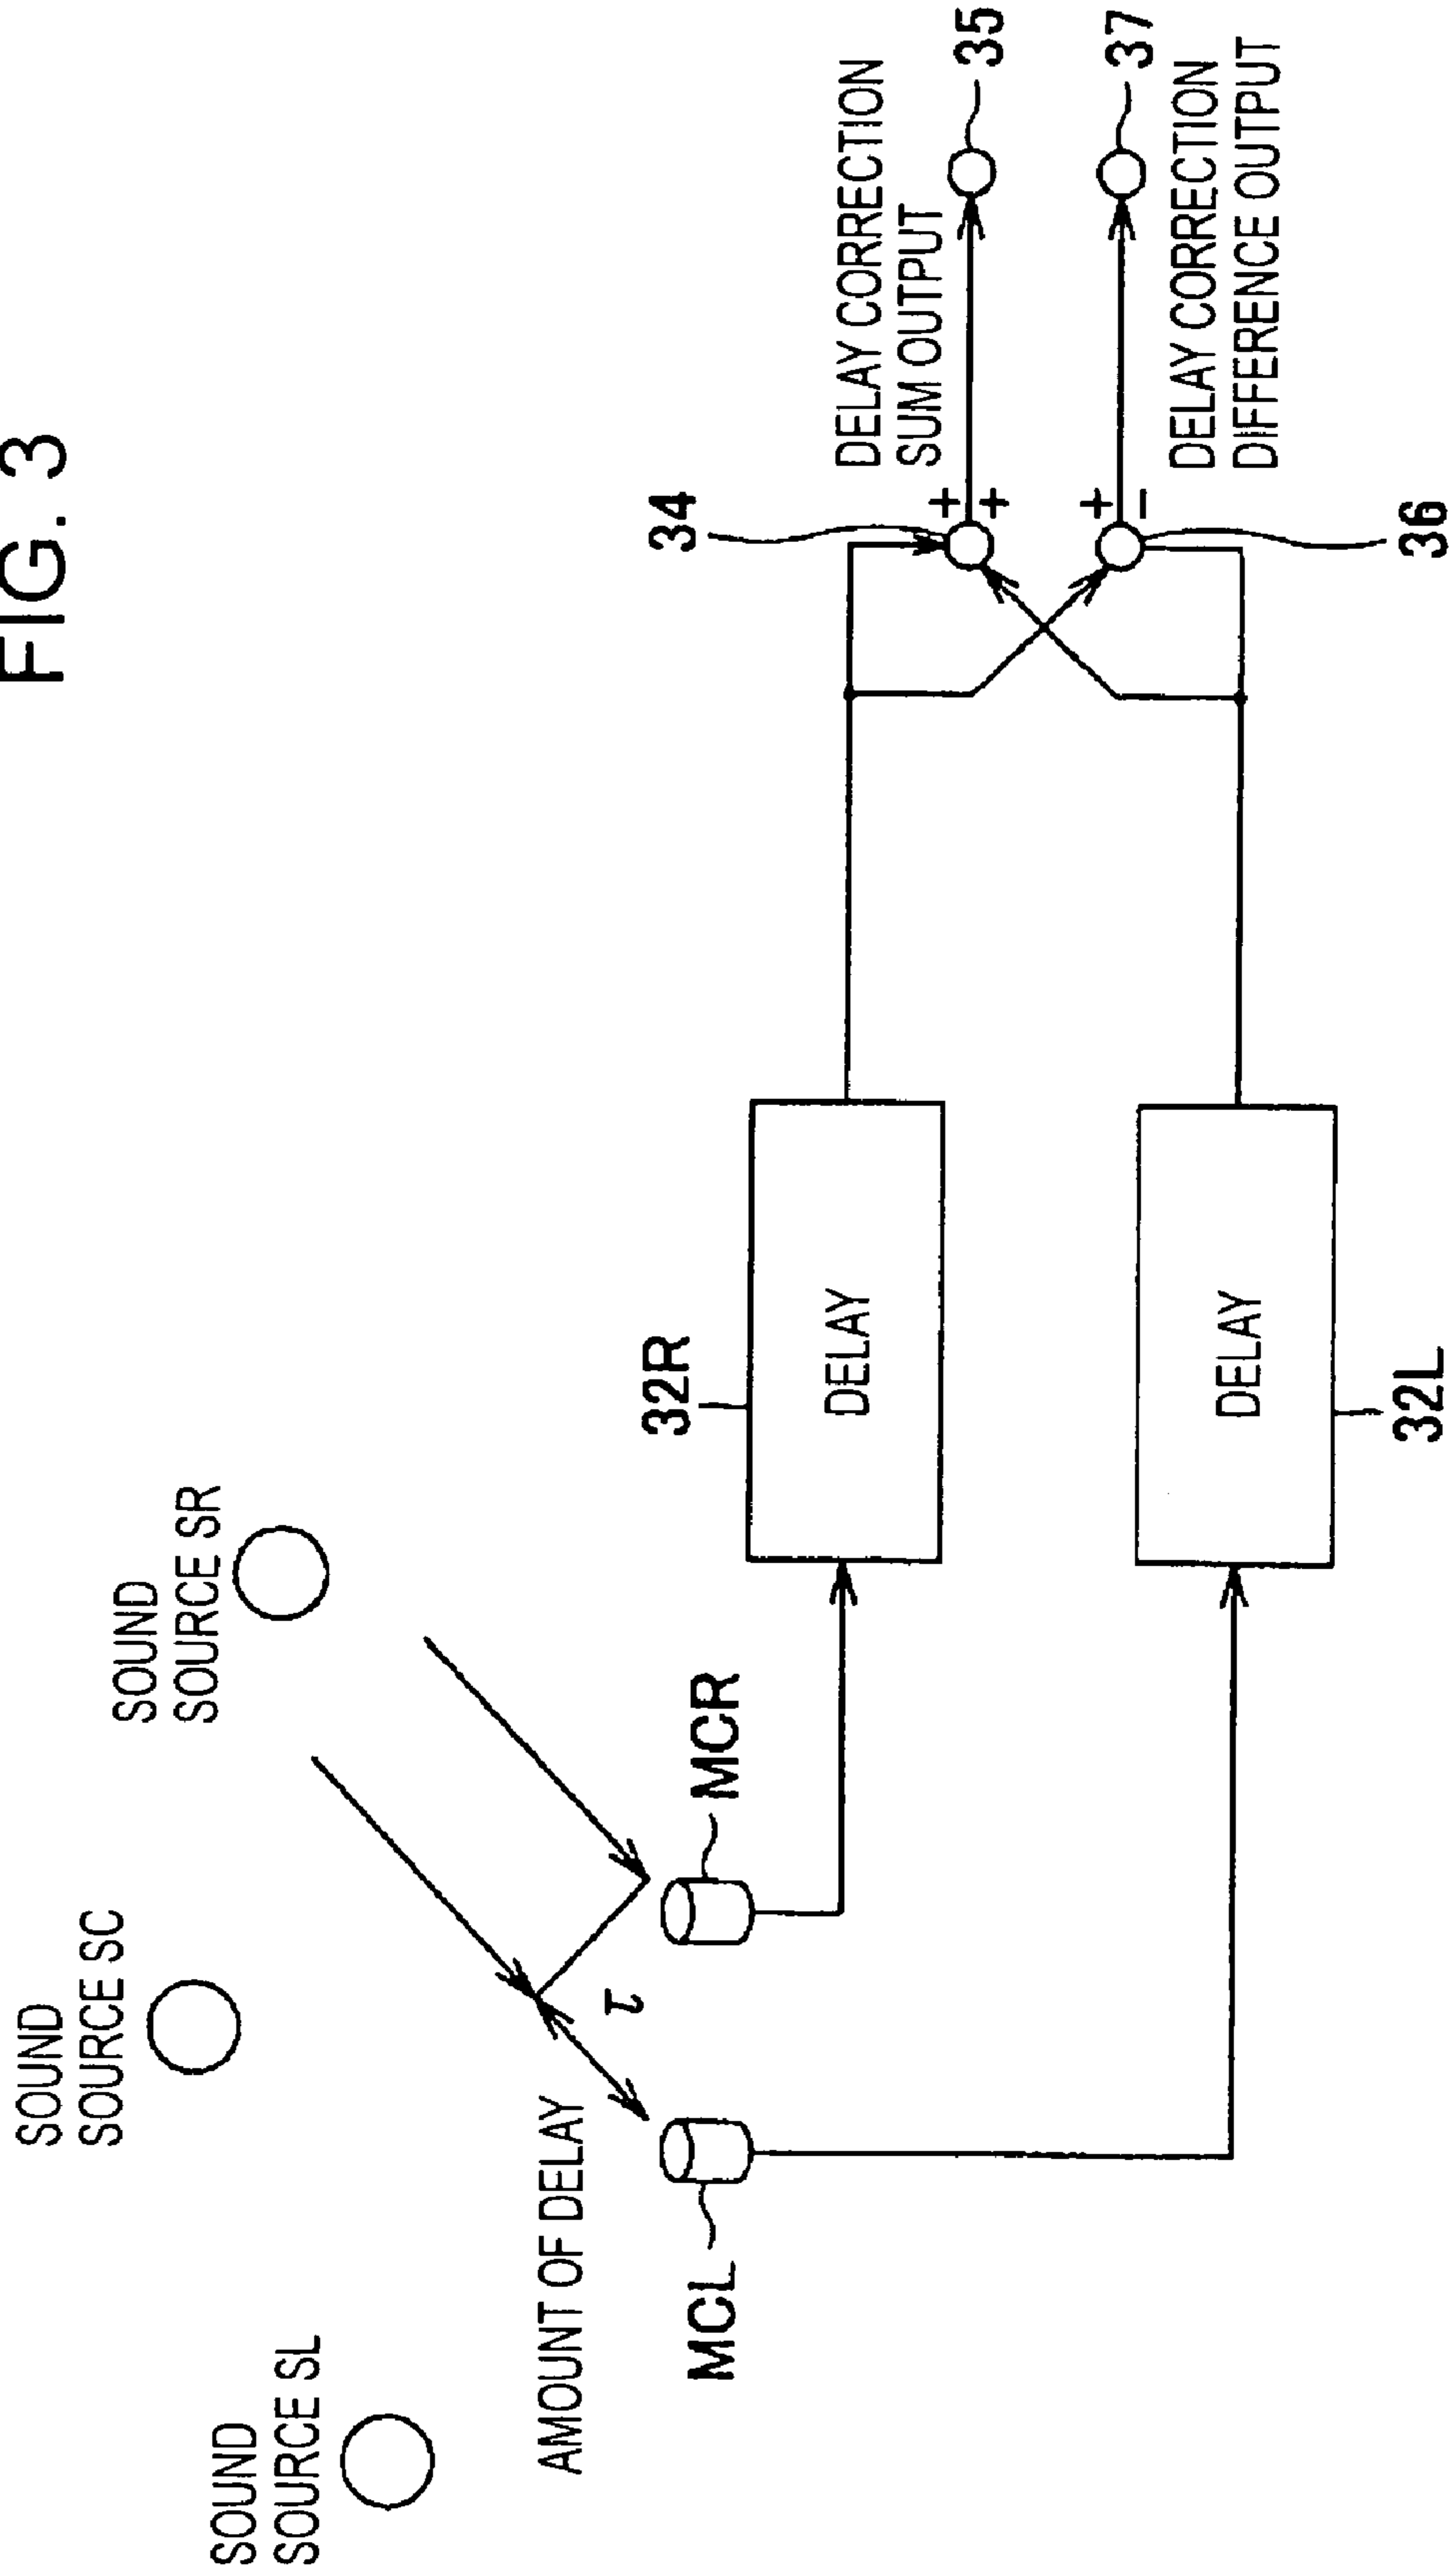 FIG. 3
SOUND
SOURCE SL
SOUND
SOURCE SC
SOUND
SOURCE SR
AMOUNT OF DELAY
τ
MCL
MCR
32R
DELAY
32L
DELAY
34
+
+
DELAY CORRECTION
SUM OUTPUT
35
36
+
−
DELAY CORRECTION
DIFFERENCE OUTPUT
37